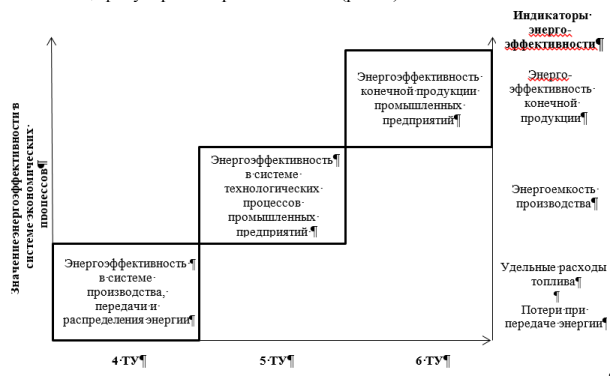 Индикаторы·
энерго-
эффективности¶
Энергоэффективность·
конечной·продукции
промышленных·
предприятий¶
Энерго-
эффективность·
конечной·
продукции¶
Значение·энергоэффективности·в
системе·экономических·
процессов¶
Энергоэффективность¶
в·системе·
технологических·
процессов·
промышленных·
предприятий·¶
Энергоемкость·
производства¶
Энергоэффективность·¶
в·системе·
производства,·
передачи·и·
распределения·энергии¶
Удельные·расходы
топлива¶
¶
Потери·при·
передаче·энергии¶
4·ТУ¶
5·ТУ¶
6·ТУ¶